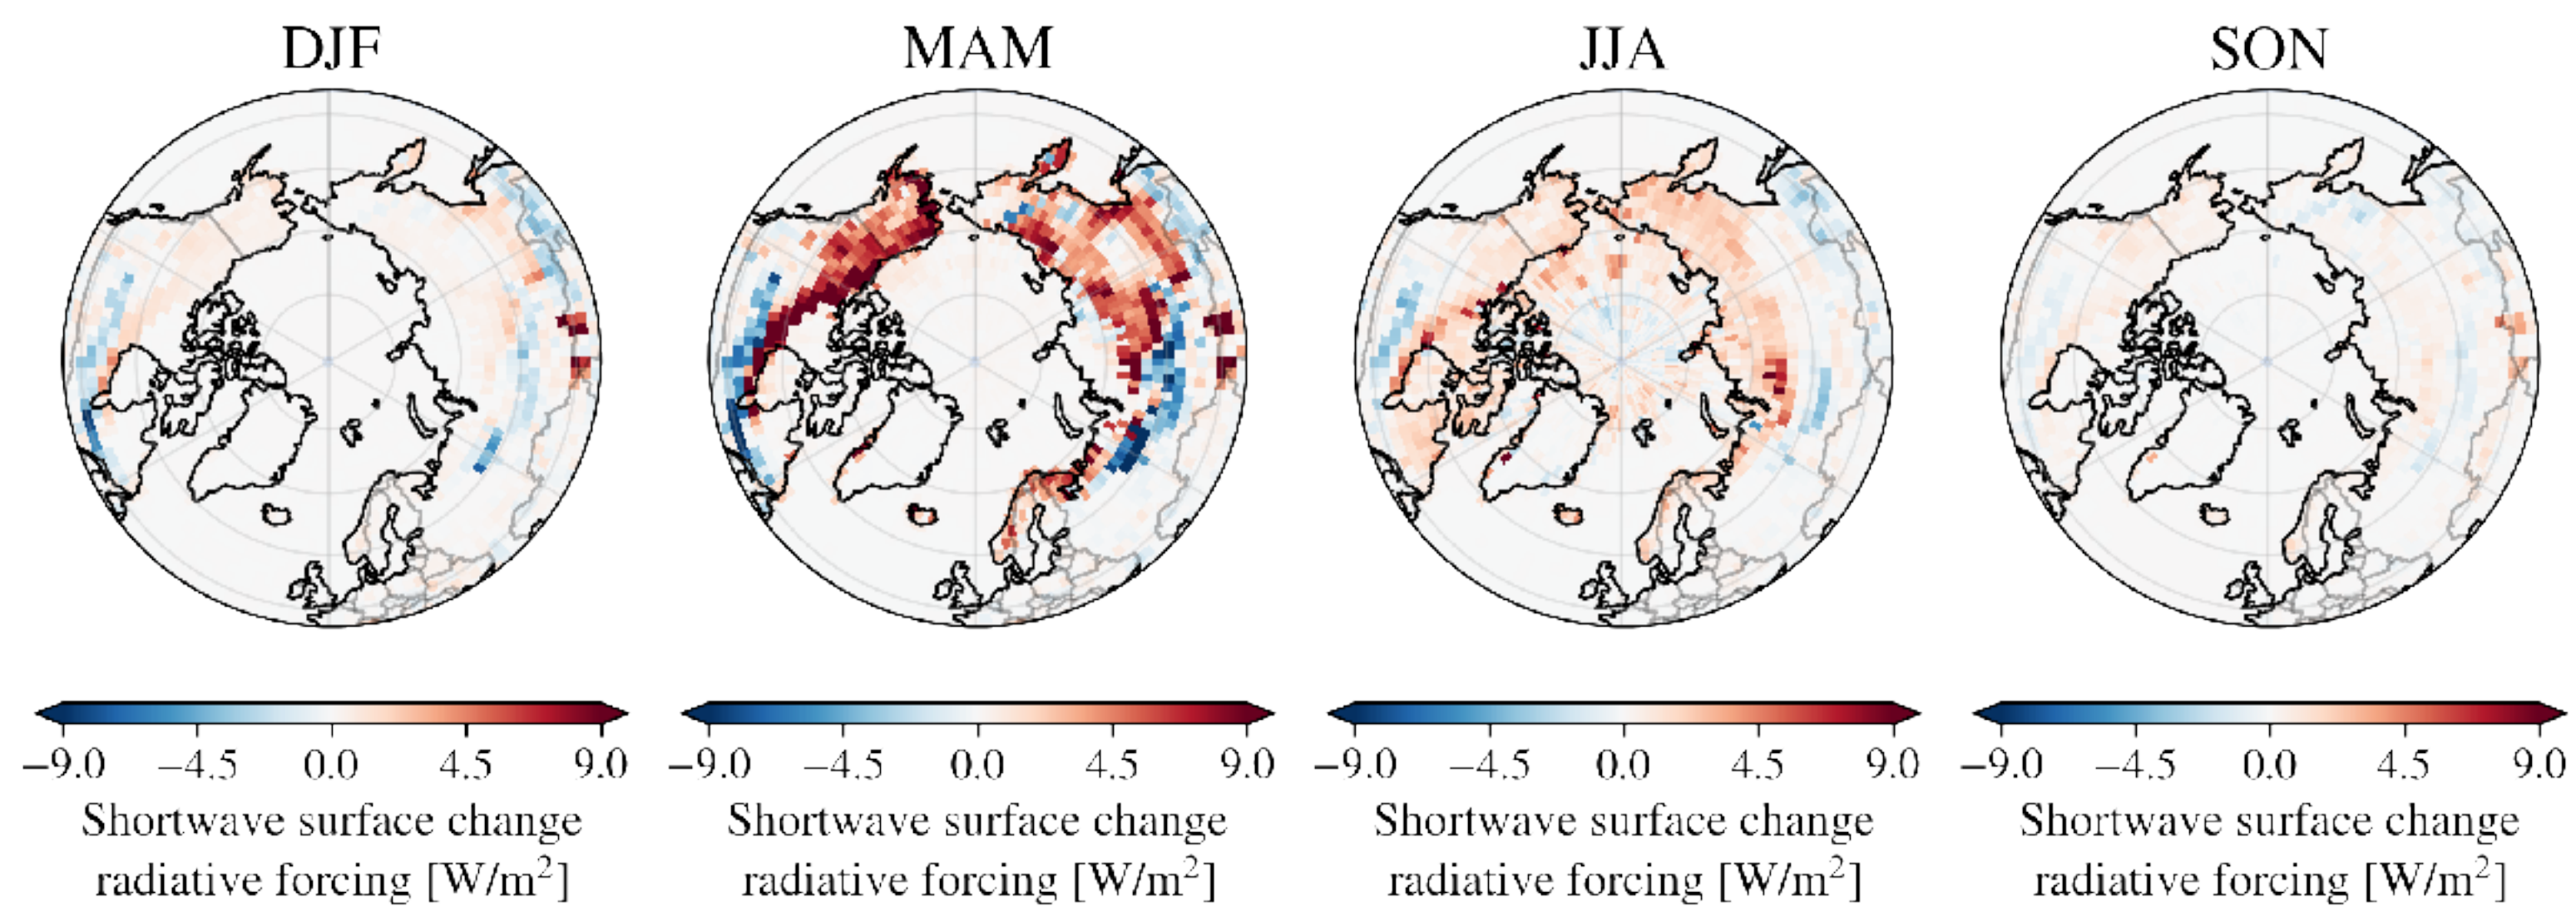 DJF MAM JJA SON
−9.0 −4.5 0.0 4.5 9.0 −9.0 −4.5 0.0 4.5 9.0 −9.0 −4.5 0.0 4.5 9.0 −9.0 −4.5 0.0 4.5 9.0
Shortwave surface change Shortwave surface change Shortwave surface change Shortwave surface change
radiative forcing [W/m²] radiative forcing [W/m²] radiative forcing [W/m²] radiative forcing [W/m²]